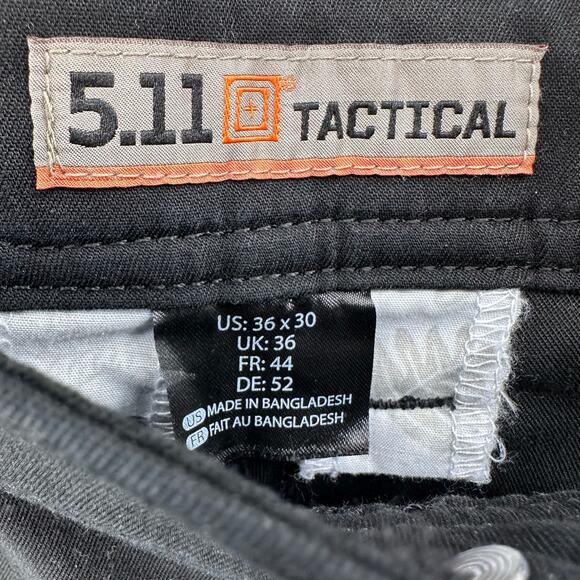 5.11 ® TACTICAL
US: 36 x 30
UK: 36
FR: 44
DE: 52
US MADE IN BANGLADESH
FR FAIT AU BANGLADESH